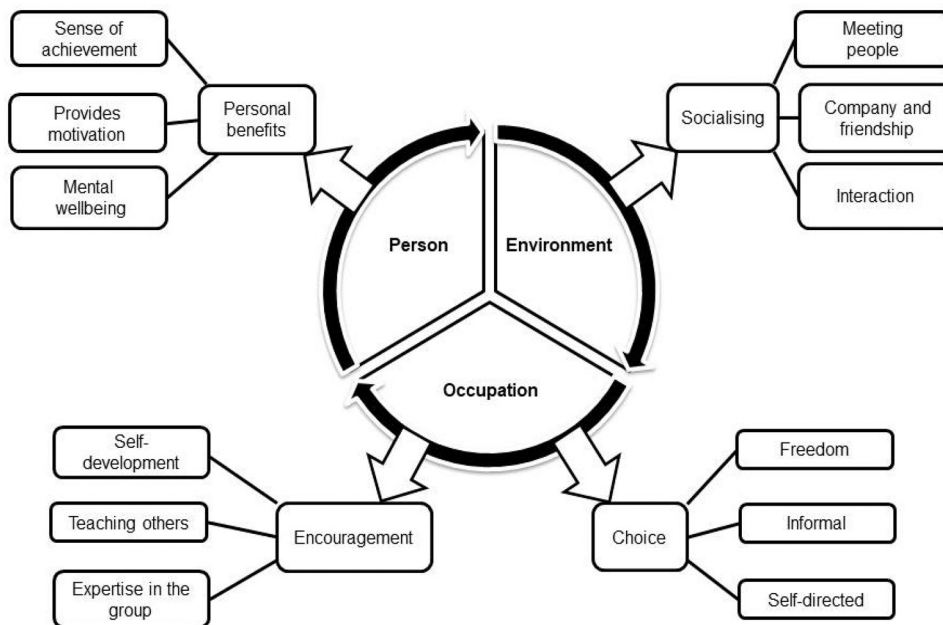 Sense of
achievement
Provides
motivation
Mental
wellbeing
Personal
benefits
Person
Environment
Occupation
Socialising
Meeting
people
Company and
friendship
Interaction
Self-
development
Teaching others
Expertise in the
group
Encouragement
Choice
Freedom
Informal
Self-directed